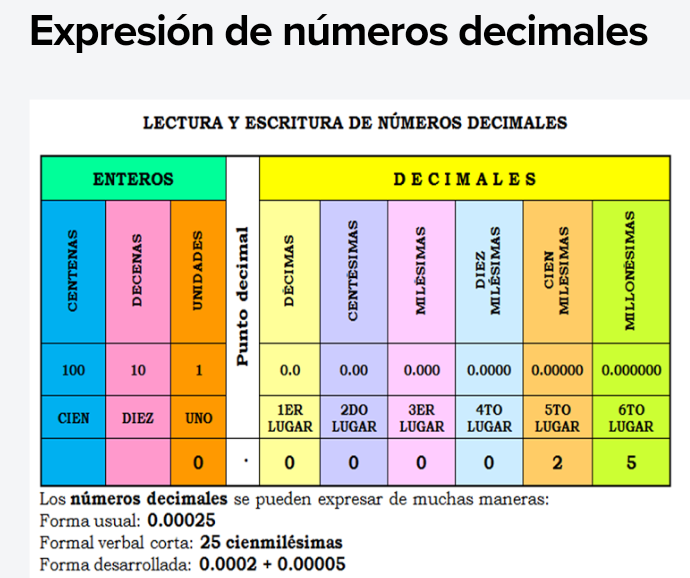 Expresión de números decimales
LECTURA Y ESCRITURA DE NÚMEROS DECIMALES
ENTEROS Punto decimal DECIMALES
CENTENAS DECENAS UNIDADES DÉCIMAS CENTÉSIMAS MILÉSIMAS DIEZ MILÉSIMAS CIEN MILESIMAS MILLONÉSIMAS
100 10 1 0.0 0.00 0.000 0.0000 0.00000 0.000000
CIEN DIEZ UNO 1ER LUGAR 2DO LUGAR 3ER LUGAR 4TO LUGAR 5TO LUGAR 6TO LUGAR
0 . 0 0 0 0 2 5
Los números decimales se pueden expresar de muchas maneras:
Forma usual: 0.00025
Formal verbal corta: 25 cienmilésimas
Forma desarrollada: 0.0002 + 0.00005